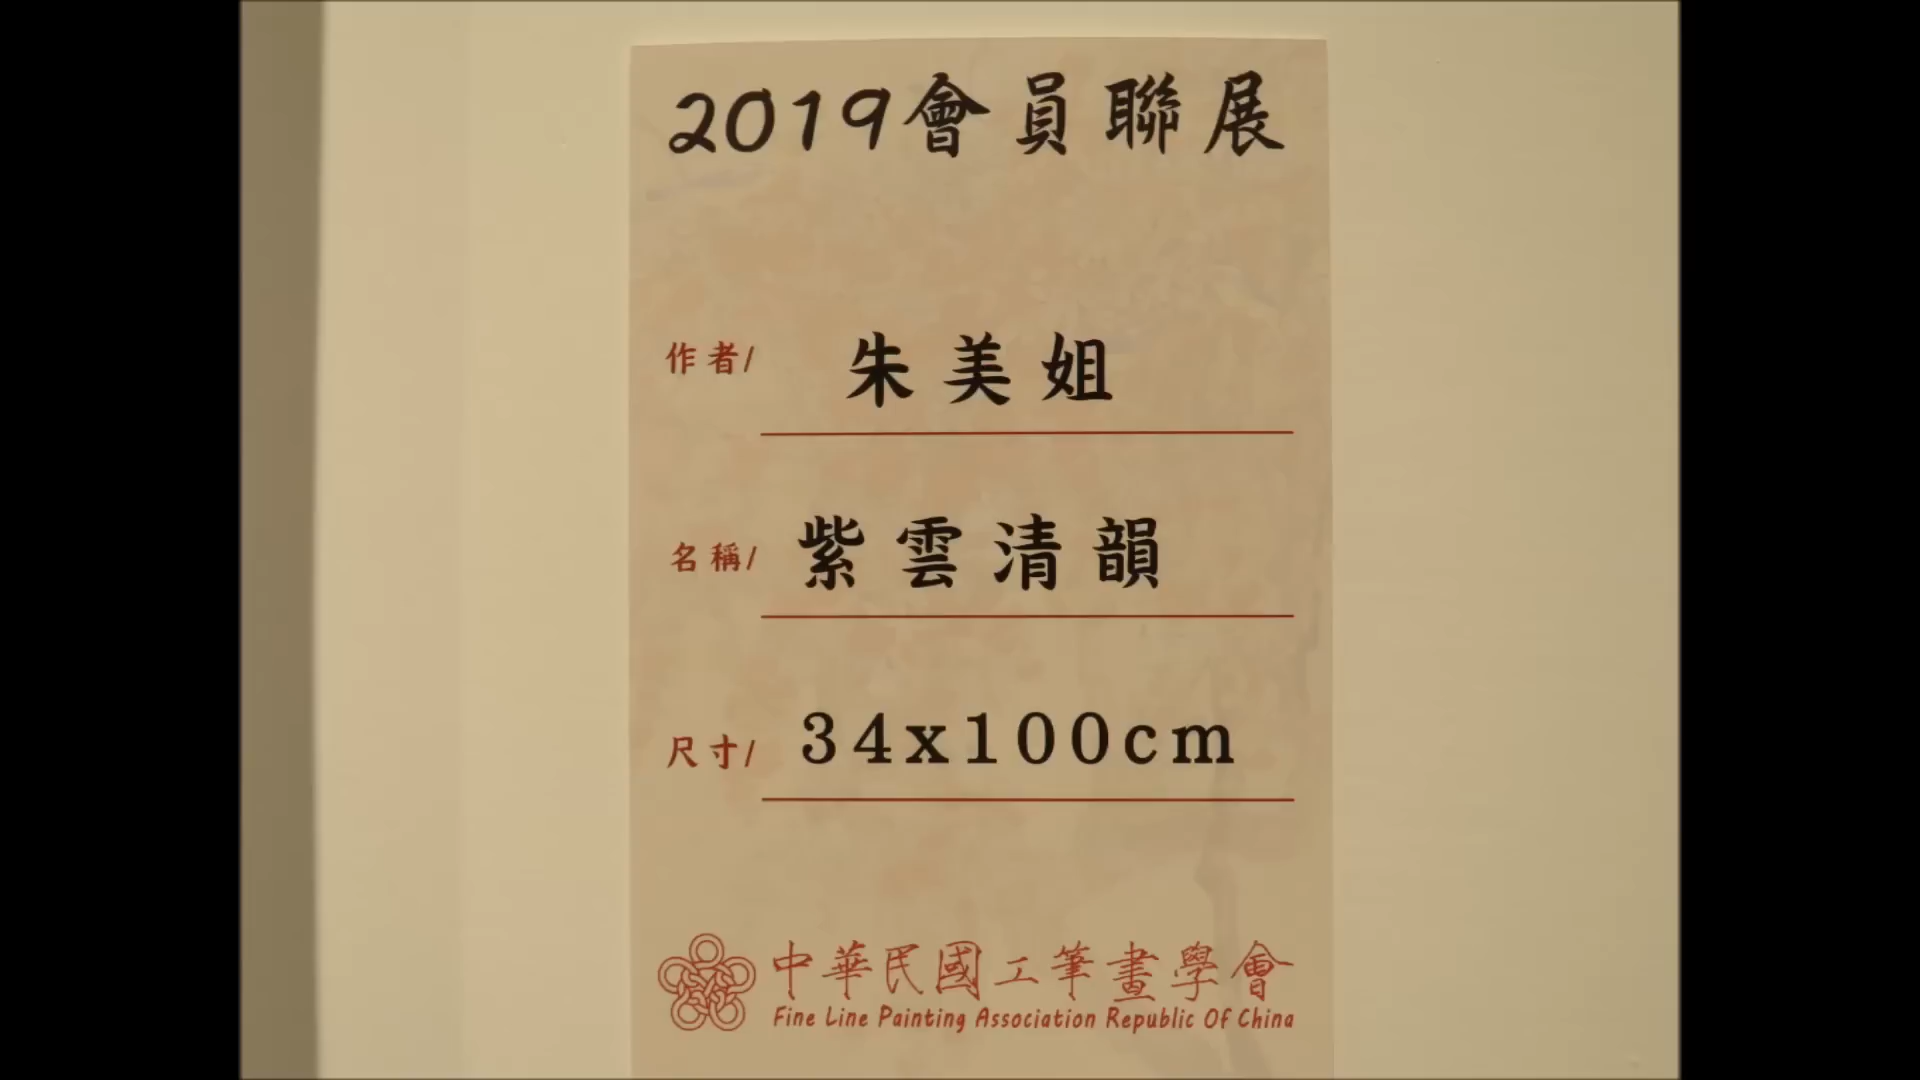 2019會員聯展
作者/ 朱美姐
名稱/ 紫雲清韻
尺寸/ 34x100cm
中華民國工筆畫學會
Fine Line Painting Association Republic Of China